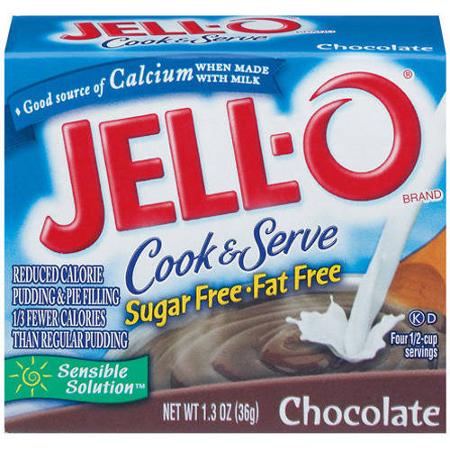 JELL-O ®
BRAND
Cook & Serve
Chocolate
Good source of Calcium WHEN MADE
WITH MILK
JELL-O ®
BRAND
Cook & Serve
Sugar Free • Fat Free
REDUCED CALORIE
PUDDING & PIE FILLING
1/3 FEWER CALORIES
THAN REGULAR PUDDING
K D
Four 1/2-cup
servings
Sensible
Solution™
NET WT 1.3 OZ (36g)
Chocolate